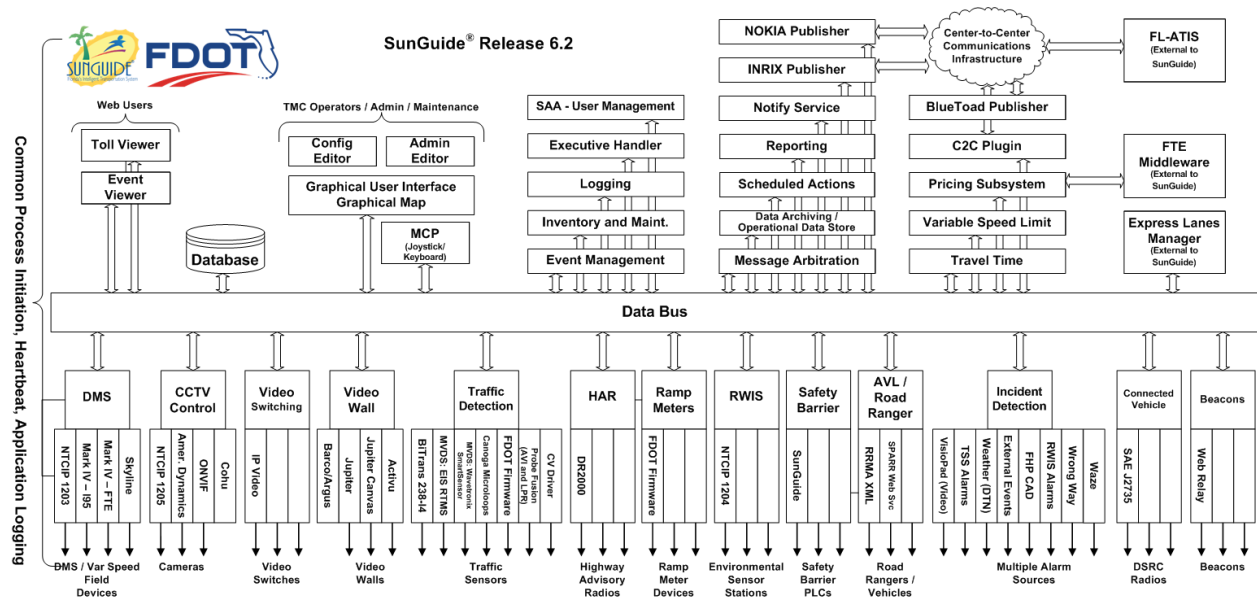 SUNGUIDE
Florida's Intelligent Transportation System
FDOT
SunGuide® Release 6.2
Common Process Initiation, Heartbeat, Application Logging
Web Users
Toll Viewer
Event
Viewer
Database
TMC Operators / Admin / Maintenance
Config
Editor
Admin
Editor
Graphical User Interface
Graphical Map
MCP
(Joystick/
Keyboard)
SAA - User Management
Executive Handler
Logging
Inventory and Maint.
Event Management
NOKIA Publisher
INRIX Publisher
Notify Service
Reporting
Scheduled Actions
Data Archiving /
Operational Data Store
Message Arbitration
Center-to-Center
Communications
Infrastructure
BlueToad Publisher
C2C Plugin
Pricing Subsystem
Variable Speed Limit
Travel Time
FL-ATIS
(External to
SunGuide)
FTE
Middleware
(External to
SunGuide)
Express Lanes
Manager
(External to
SunGuide)
Data Bus
DMS
NTCIP 1203
Mark IV – I95
Mark IV – FTE
Skyline
DMS / Var Speed
Field
Devices
CCTV
Control
NTCIP 1205
Amer. Dynamics
ONVIF
Cohu
Cameras
Video
Switching
IP Video
Video
Switches
Video
Wall
Barco/Argus
Jupiter
Jupiter Canvas
Activu
Video
Walls
Traffic
Detection
BiTrans 238-I4
MVDS: EIS RTMS
MVDS: Wavetronix
SmartSensor
Canoga Microloops
FDOT Firmware
Probe Fusion
(AVI and LPR)
CV Driver
Traffic
Sensors
HAR
DR2000
Highway
Advisory
Radios
Ramp
Meters
FDOT Firmware
Ramp
Meter
Devices
RWIS
NTCIP 1204
Environmental
Sensor
Stations
Safety
Barrier
SunGuide
Safety
Barrier
PLCs
AVL /
Road
Ranger
RRMA XML
SPARR Web Svc
Road
Rangers /
Vehicles
Incident
Detection
VisioPad (Video)
TSS Alarms
Weather (DTN)
External Events
FHP CAD
RWIS Alarms
Wrong Way
Waze
Multiple Alarm
Sources
Connected
Vehicle
SAE J2735
DSRC
Radios
Beacons
Web Relay
Beacons